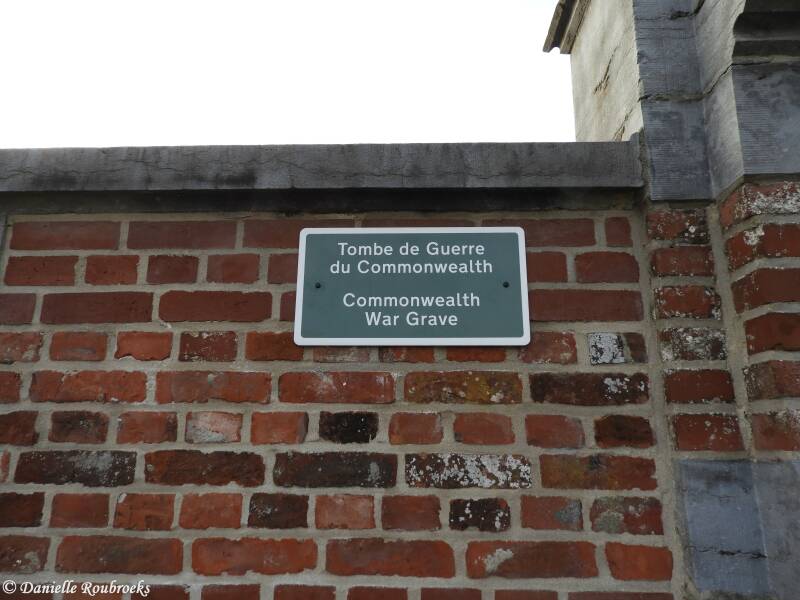 Tombe de Guerre
du Commonwealth
Commonwealth
War Grave
© Danielle Roubroeks